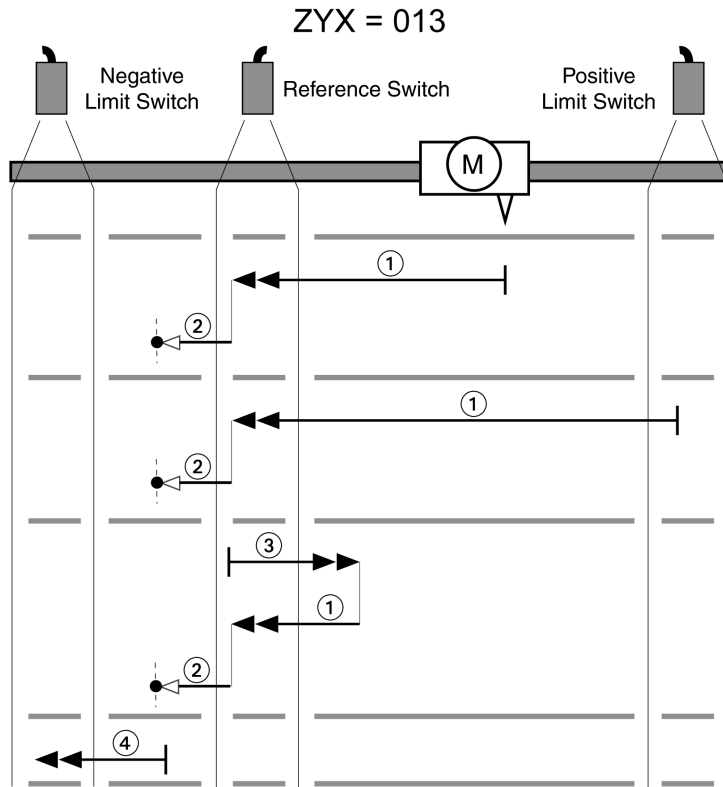 ZYX = 013
Negative
Limit Switch
Reference Switch
Positive
Limit Switch
M
1
2
1
2
3
1
2
4